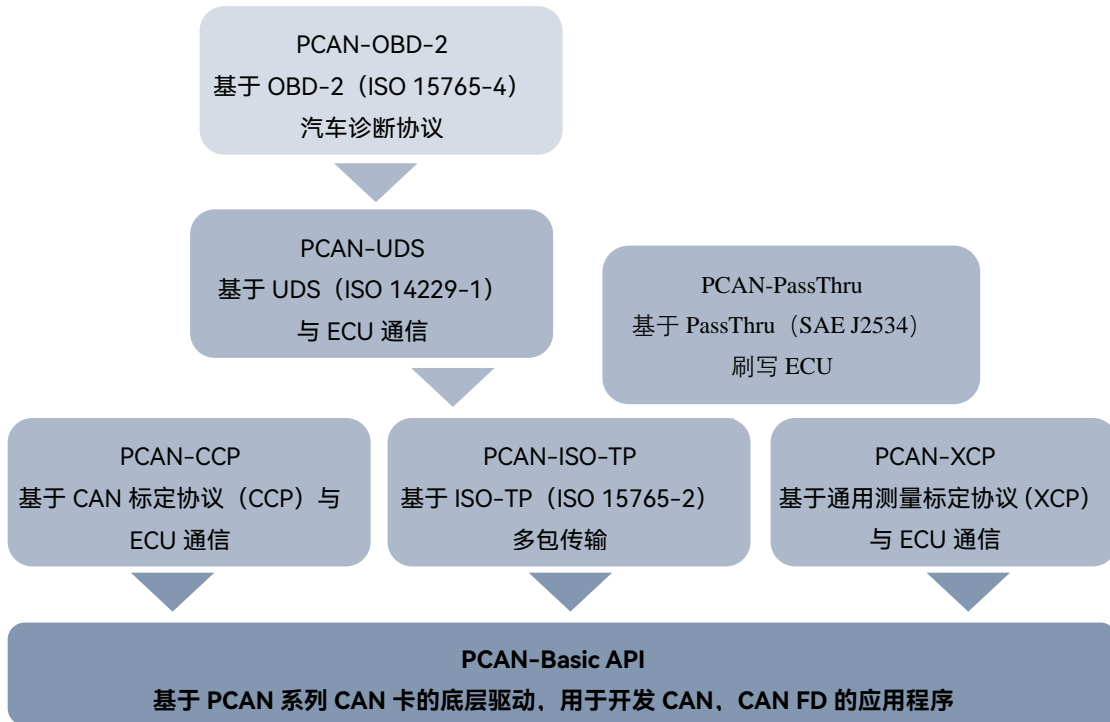 PCAN-OBD-2
基于 OBD-2（ISO 15765-4）
汽车诊断协议
PCAN-UDS
基于 UDS（ISO 14229-1）
与 ECU 通信
PCAN-PassThru
基于 PassThru（SAE J2534）
刷写 ECU
PCAN-CCP
基于 CAN 标定协议（CCP）与
ECU 通信
PCAN-ISO-TP
基于 ISO-TP（ISO 15765-2）
多包传输
PCAN-XCP
基于通用测量标定协议（XCP）
与 ECU 通信
PCAN-Basic API
基于 PCAN 系列 CAN 卡的底层驱动，用于开发 CAN，CAN FD 的应用程序